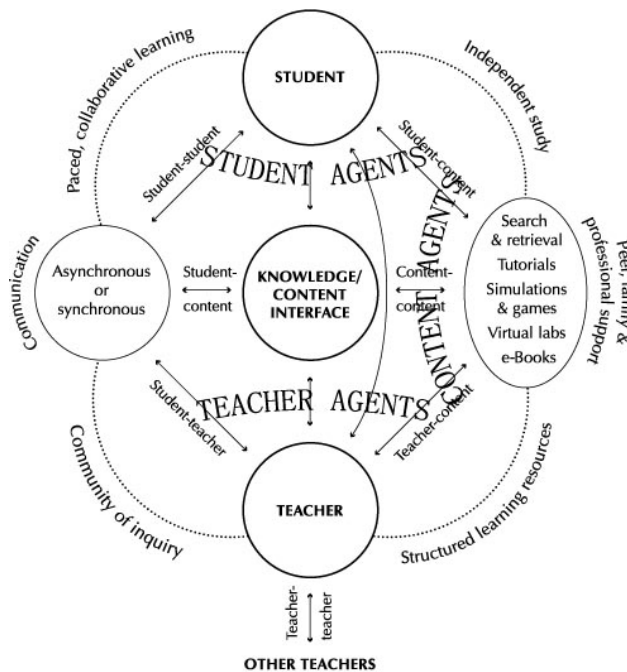 Paced, collaborative learning
STUDENT
Independent study
Student-student
Student-content
STUDENT AGENTS
CONTENT AGENTS
Communication
Asynchronous
or
synchronous
Student-
content
KNOWLEDGE/
CONTENT
INTERFACE
Content-
content
Search
& retrieval
Tutorials
Simulations
& games
Virtual labs
e-Books
peer, family &
professional support
Student-teacher
TEACHER AGENTS
Teacher-content
Community of inquiry
TEACHER
Structured learning resources
Teacher-
teacher
OTHER TEACHERS